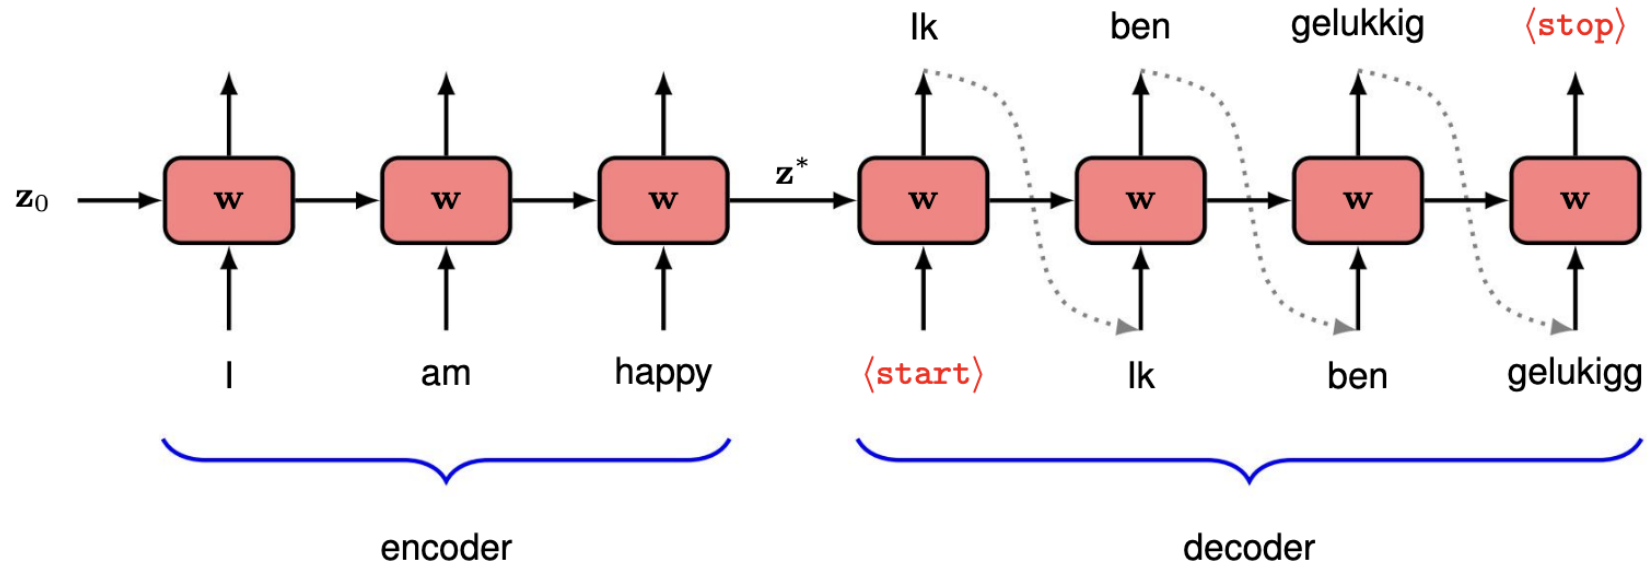 Ik ben gelukkig ⟨stop⟩
z₀ w w w z* w w w w
I am happy ⟨start⟩ Ik ben gelukigg
encoder decoder